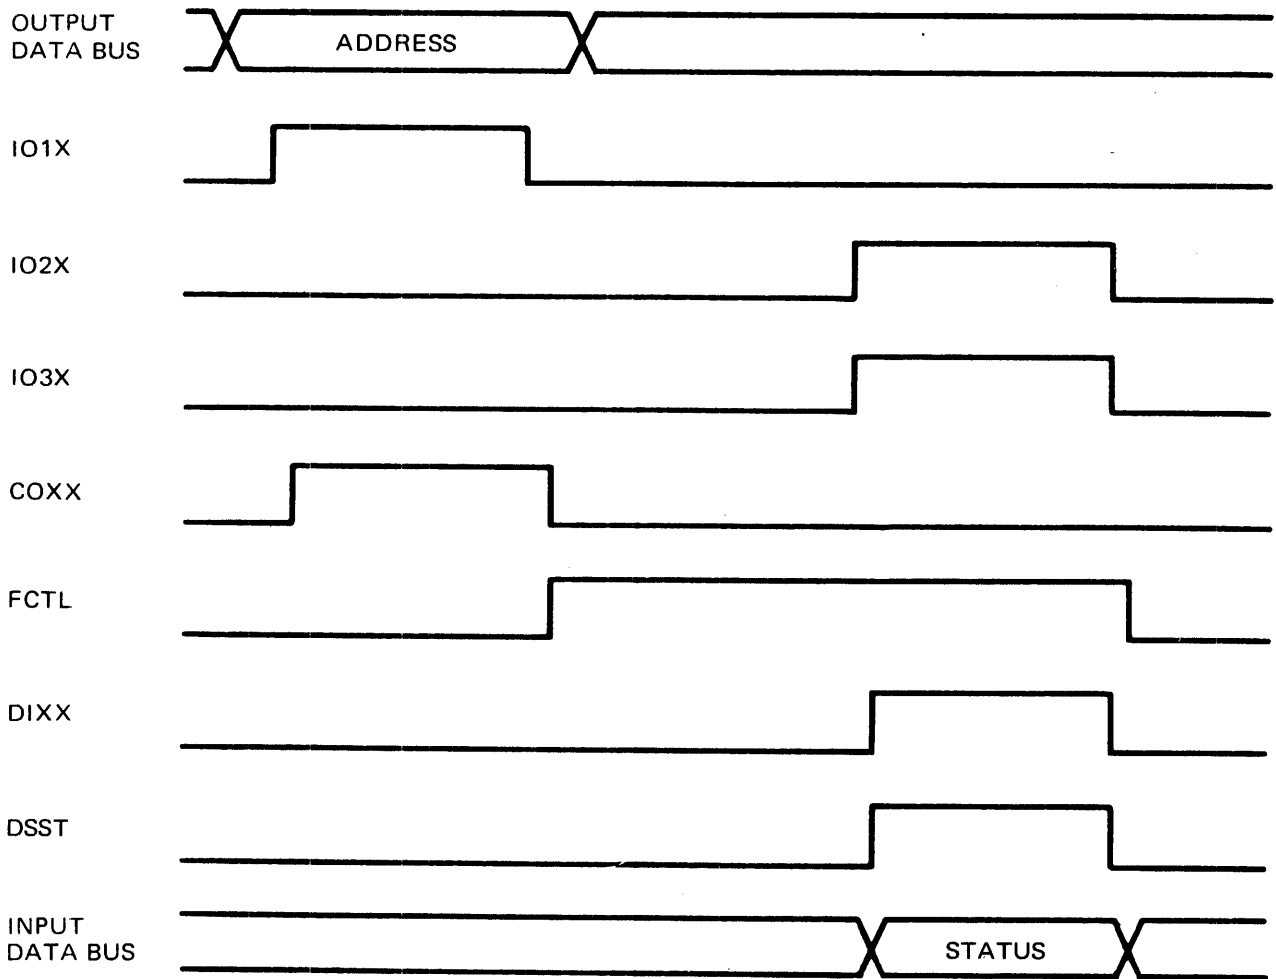 OUTPUT
DATA BUS
ADDRESS
IO1X
IO2X
IO3X
COXX
FCTL
DIXX
DSST
INPUT
DATA BUS
STATUS